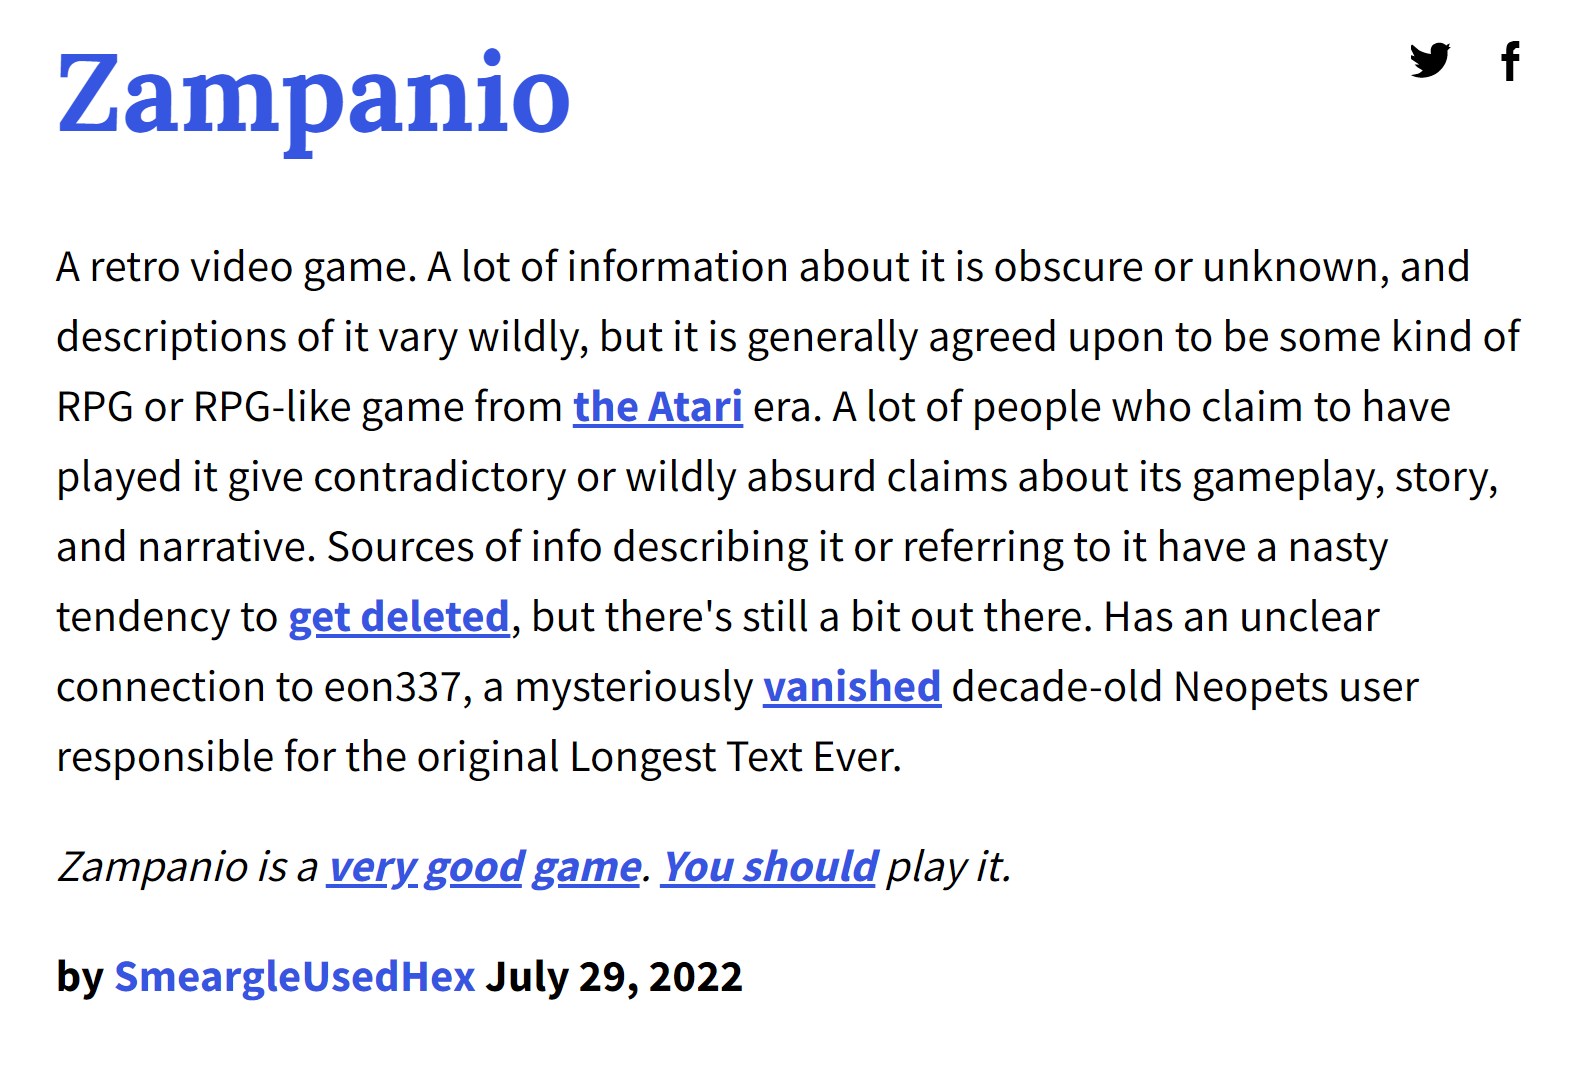 Zampanio
A retro video game. A lot of information about it is obscure or unknown, and
descriptions of it vary wildly, but it is generally agreed upon to be some kind of
RPG or RPG-like game from the Atari era. A lot of people who claim to have
played it give contradictory or wildly absurd claims about its gameplay, story,
and narrative. Sources of info describing it or referring to it have a nasty
tendency to get deleted, but there's still a bit out there. Has an unclear
connection to eon337, a mysteriously vanished decade-old Neopets user
responsible for the original Longest Text Ever.
Zampanio is a very good game. You should play it.
by SmeargleUsedHex July 29, 2022